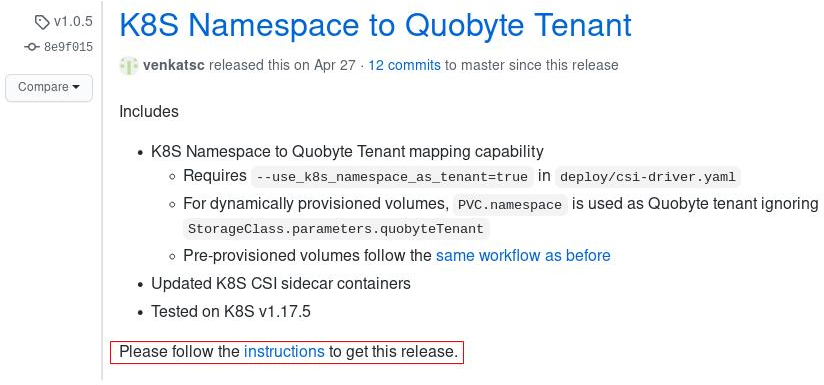 v1.0.5
8e9f015
Compare
K8S Namespace to Quobyte Tenant
venkatsc released this on Apr 27 · 12 commits to master since this release
Includes
• K8S Namespace to Quobyte Tenant mapping capability
◦ Requires --use_k8s_namespace_as_tenant=true in deploy/csi-driver.yaml
◦ For dynamically provisioned volumes, PVC.namespace is used as Quobyte tenant ignoring
StorageClass.parameters.quobyteTenant
◦ Pre-provisioned volumes follow the same workflow as before
• Updated K8S CSI sidecar containers
• Tested on K8S v1.17.5
Please follow the instructions to get this release.